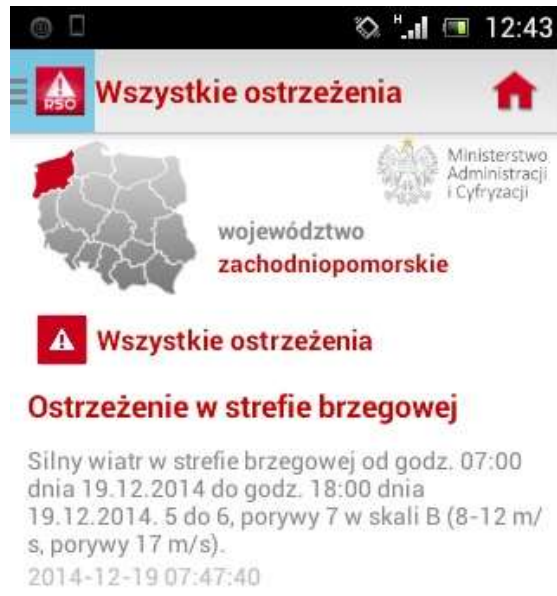 12:43
RSO
Wszystkie ostrzeżenia
Ministerstwo
Administracji
i Cyfryzacji
województwo
zachodniopomorskie
Wszystkie ostrzeżenia
Ostrzeżenie w strefie brzegowej
Silny wiatr w strefie brzegowej od godz. 07:00
dnia 19.12.2014 do godz. 18:00 dnia
19.12.2014. 5 do 6, porywy 7 w skali B (8-12 m/
s, porywy 17 m/s).
2014-12-19 07:47:40